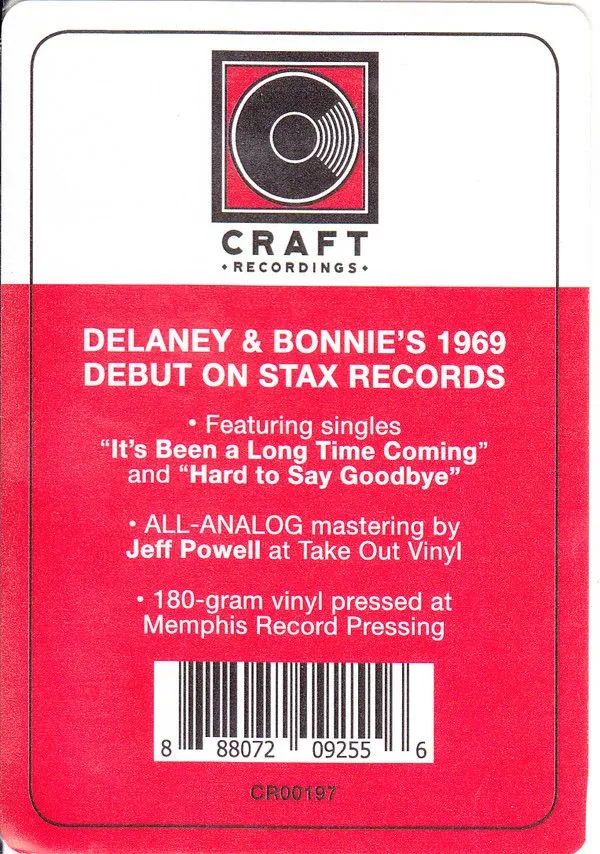 CRAFT
•RECORDINGS•
DELANEY & BONNIE'S 1969
DEBUT ON STAX RECORDS
• Featuring singles
“It's Been a Long Time Coming”
and “Hard to Say Goodbye”
• ALL-ANALOG mastering by
Jeff Powell at Take Out Vinyl
• 180-gram vinyl pressed at
Memphis Record Pressing
8 88072 09255 6
CR00197